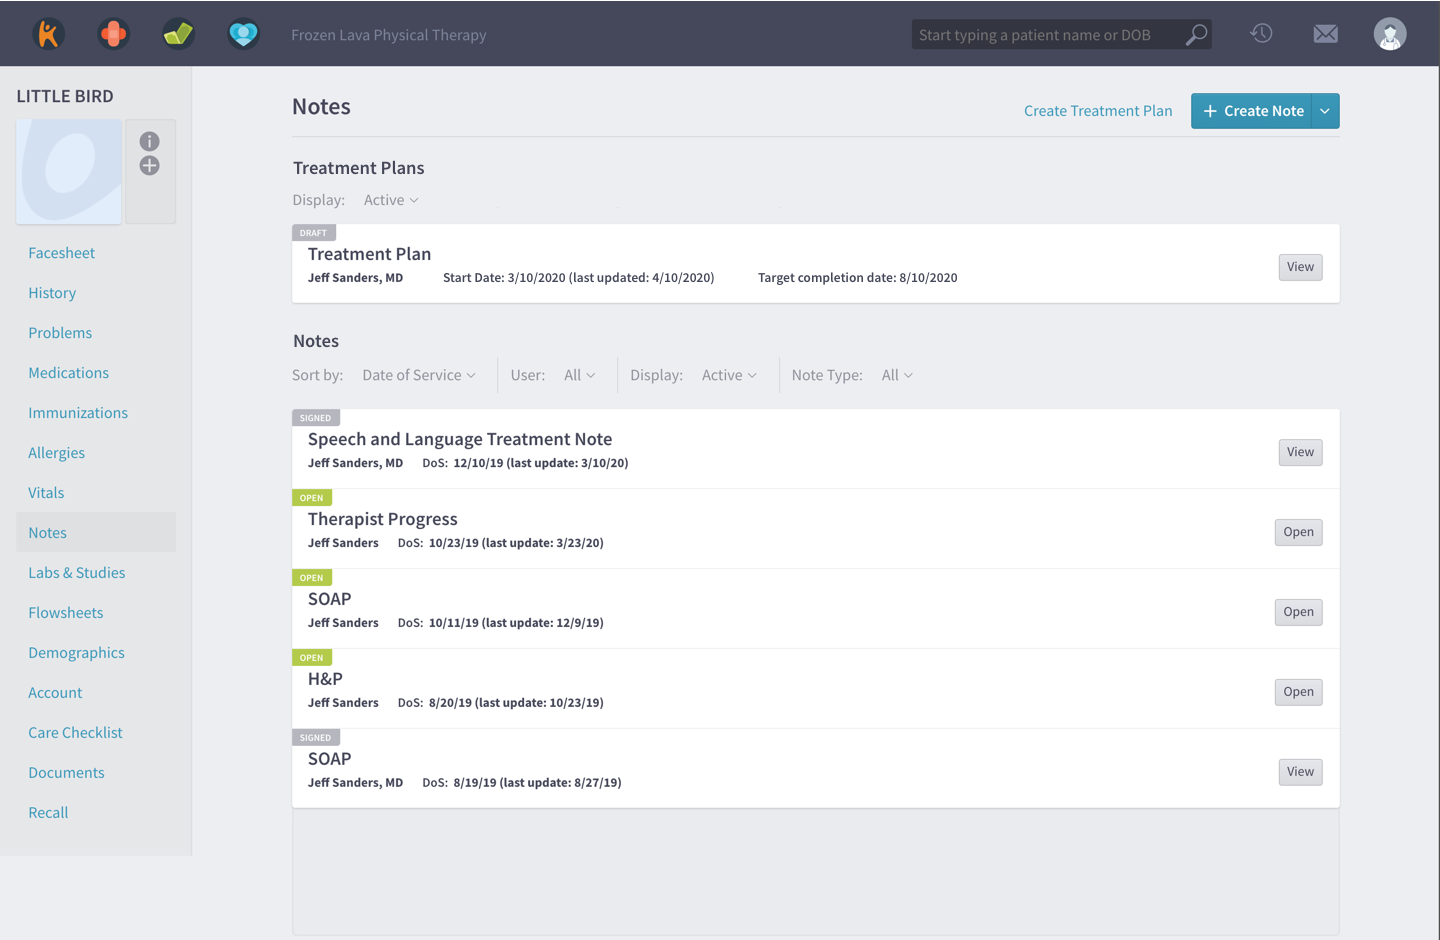 Frozen Lava Physical Therapy
Start typing a patient name or DOB
LITTLE BIRD
Facesheet
History
Problems
Medications
Immunizations
Allergies
Vitals
Notes
Labs & Studies
Flowsheets
Demographics
Account
Care Checklist
Documents
Recall
Notes
Create Treatment Plan
+ Create Note
Treatment Plans
Display: Active
DRAFT
Treatment Plan
Jeff Sanders, MD Start Date: 3/10/2020 (last updated: 4/10/2020) Target completion date: 8/10/2020
View
Notes
Sort by: Date of Service User: All Display: Active Note Type: All
SIGNED
Speech and Language Treatment Note
Jeff Sanders, MD DoS: 12/10/19 (last update: 3/10/20)
View
OPEN
Therapist Progress
Jeff Sanders DoS: 10/23/19 (last update: 3/23/20)
Open
OPEN
SOAP
Jeff Sanders DoS: 10/11/19 (last update: 12/9/19)
Open
OPEN
H&P
Jeff Sanders DoS: 8/20/19 (last update: 10/23/19)
Open
SIGNED
SOAP
Jeff Sanders, MD DoS: 8/19/19 (last update: 8/27/19)
View